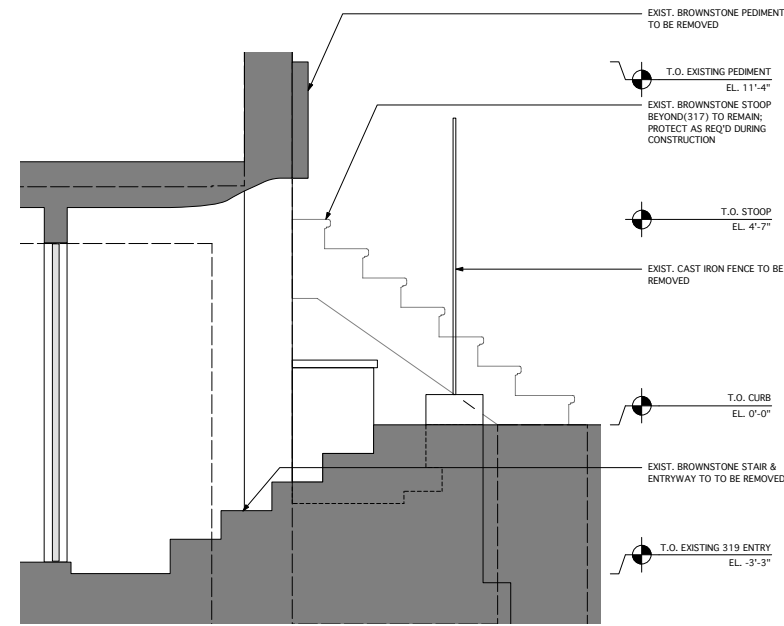 EXIST. BROWNSTONE PEDIMENT
TO BE REMOVED
T.O. EXISTING PEDIMENT
EL. 11'-4"
EXIST. BROWNSTONE STOOP
BEYOND(317) TO REMAIN;
PROTECT AS REQ'D DURING
CONSTRUCTION
T.O. STOOP
EL. 4'-7"
EXIST. CAST IRON FENCE TO BE
REMOVED
T.O. CURB
EL. 0'-0"
EXIST. BROWNSTONE STAIR &
ENTRYWAY TO TO BE REMOVED
T.O. EXISTING 319 ENTRY
EL. -3'-3"